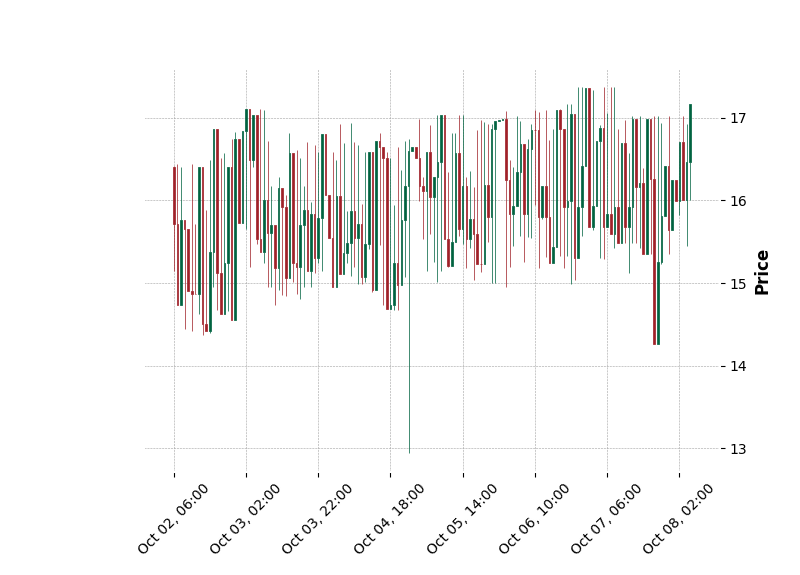 17
16
15
14
13
Price
Oct 02, 06:00
Oct 03, 02:00
Oct 03, 22:00
Oct 04, 18:00
Oct 05, 14:00
Oct 06, 10:00
Oct 07, 06:00
Oct 08, 02:00